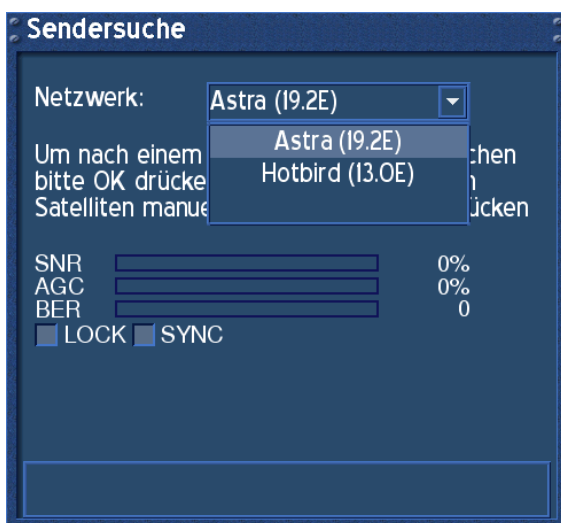 Sendersuche
Netzwerk: Astra (19.2E)
Astra (19.2E)
Hotbird (13.0E)
Um nach einem
bitte OK drücke
Satelliten manue ücken
SNR 0%
AGC 0%
BER 0
LOCK SYNC